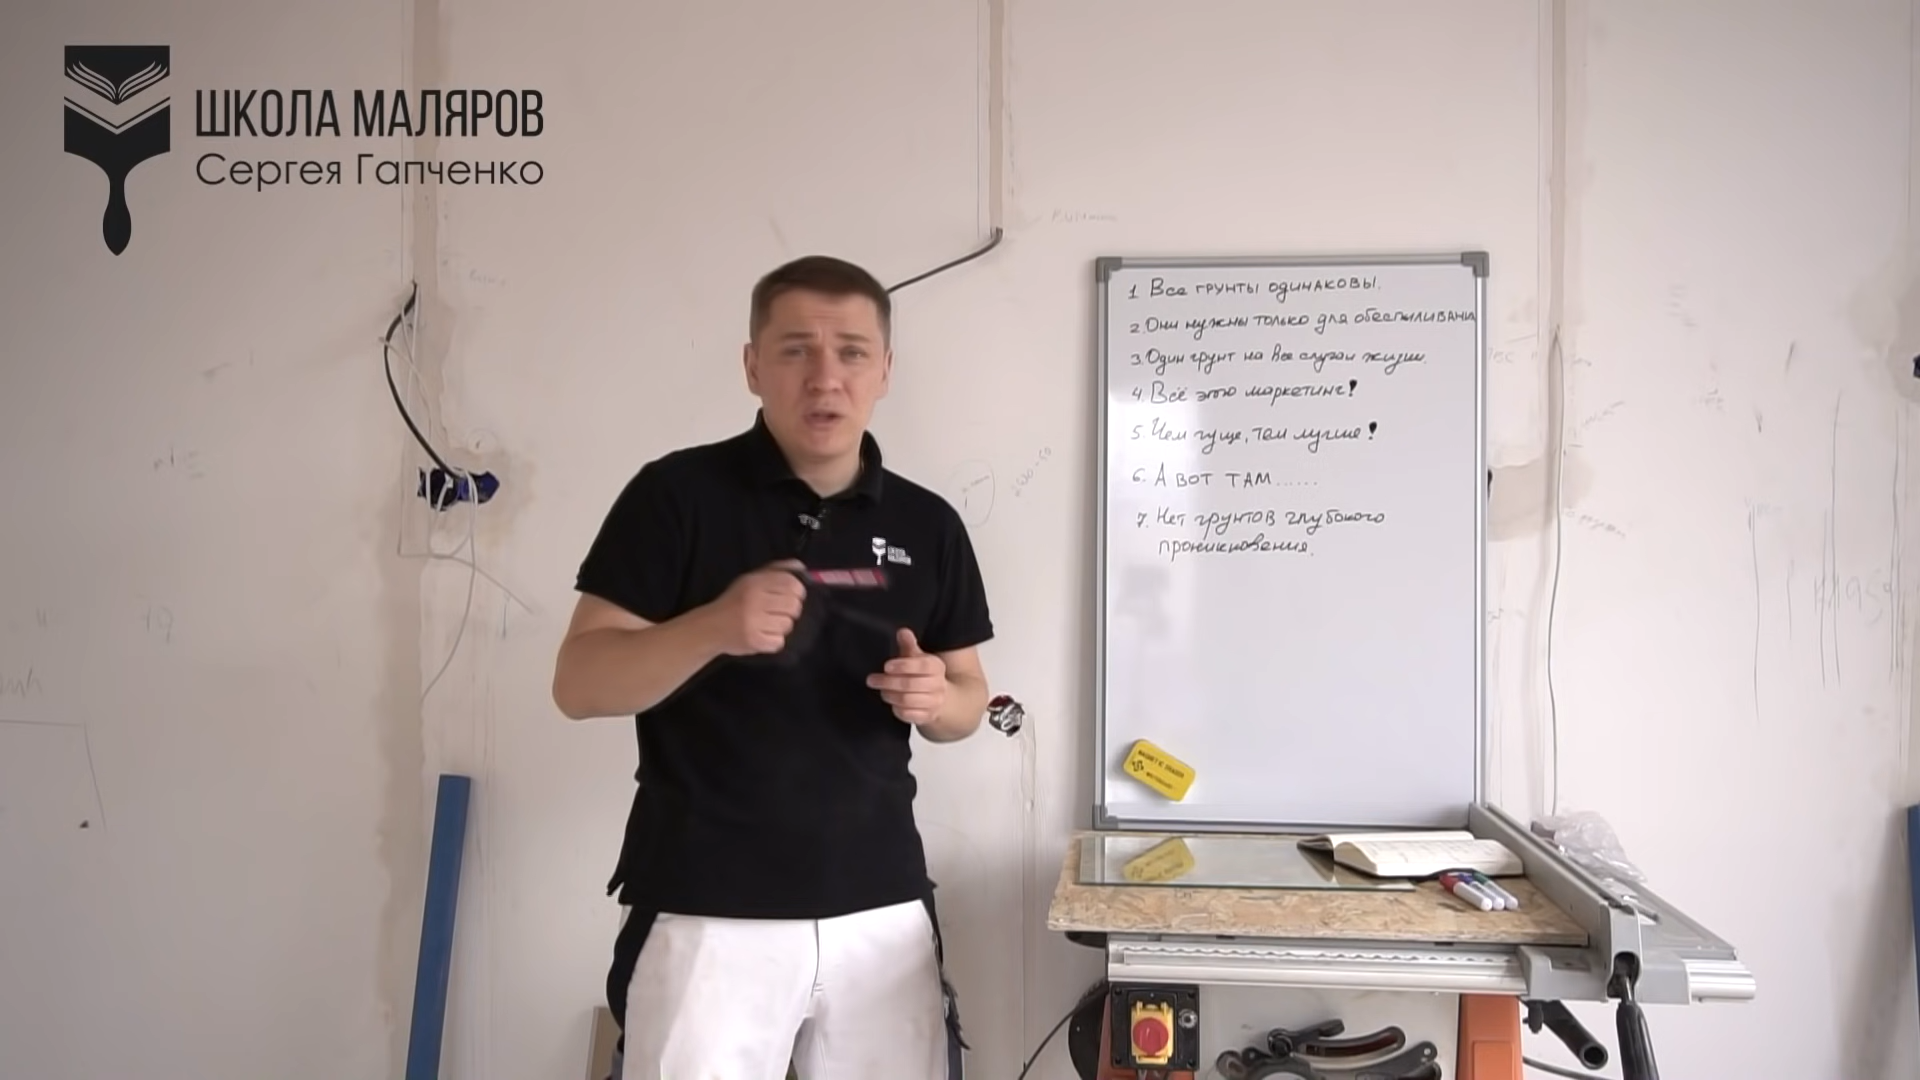 ШКОЛА МАЛЯРОВ
Сергея Гапченко
1 Все грунты одинаковы.
2. Они нужны только для обеспыливани
3. Один грунт на все случаи жизни.
4. Всё это маркетинг!
5. Чем гуще, тем лучше!
6. А вот там......
7. Нет грунтов глубокого
проникновения.